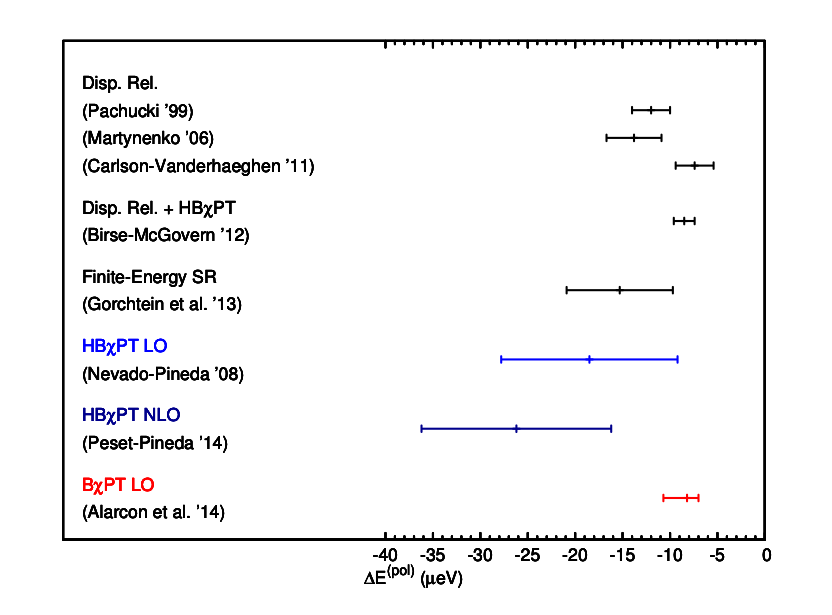 Disp. Rel.
(Pachucki '99)
(Martynenko '06)
(Carlson-Vanderhaeghen '11)
Disp. Rel. + HBχPT
(Birse-McGovern '12)
Finite-Energy SR
(Gorchtein et al. '13)
HBχPT LO
(Nevado-Pineda '08)
HBχPT NLO
(Peset-Pineda '14)
BχPT LO
(Alarcon et al. '14)
-40 -35 -30 -25 -20 -15 -10 -5 0
ΔE(pol) (μeV)